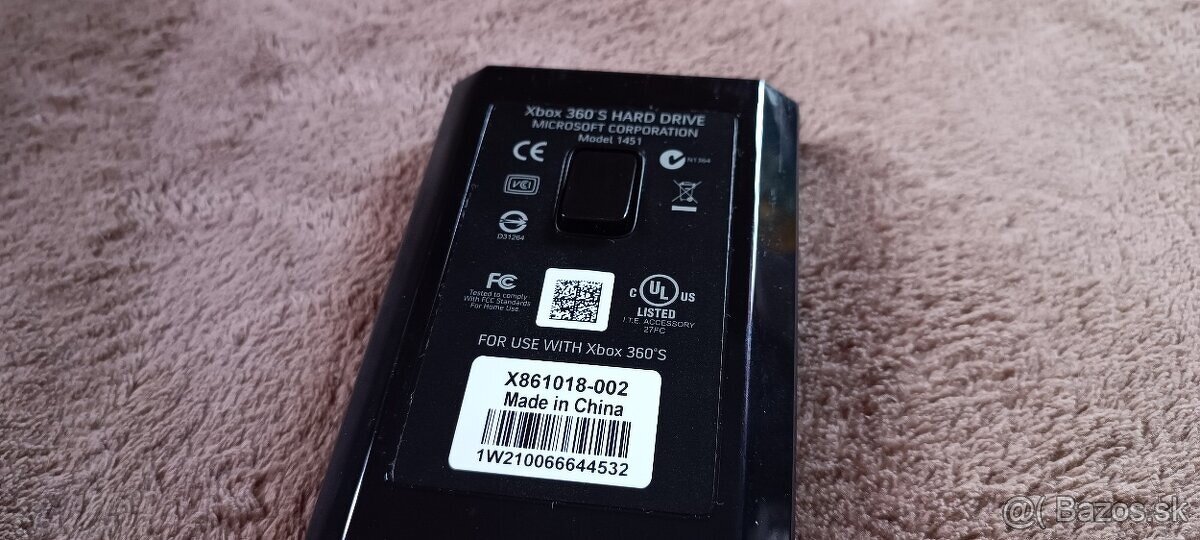 Xbox 360 S HARD DRIVE
MICROSOFT CORPORATION
Model 1451
CE
N1364
VCI
D31264
FC
Tested to comply
With FCC Standards
For Home Use
C UL US
LISTED
I.T.E. ACCESSORY
27FC
FOR USE WITH Xbox 360°S
X861018-002
Made in China
1W210066644532
@( Bazos.sk